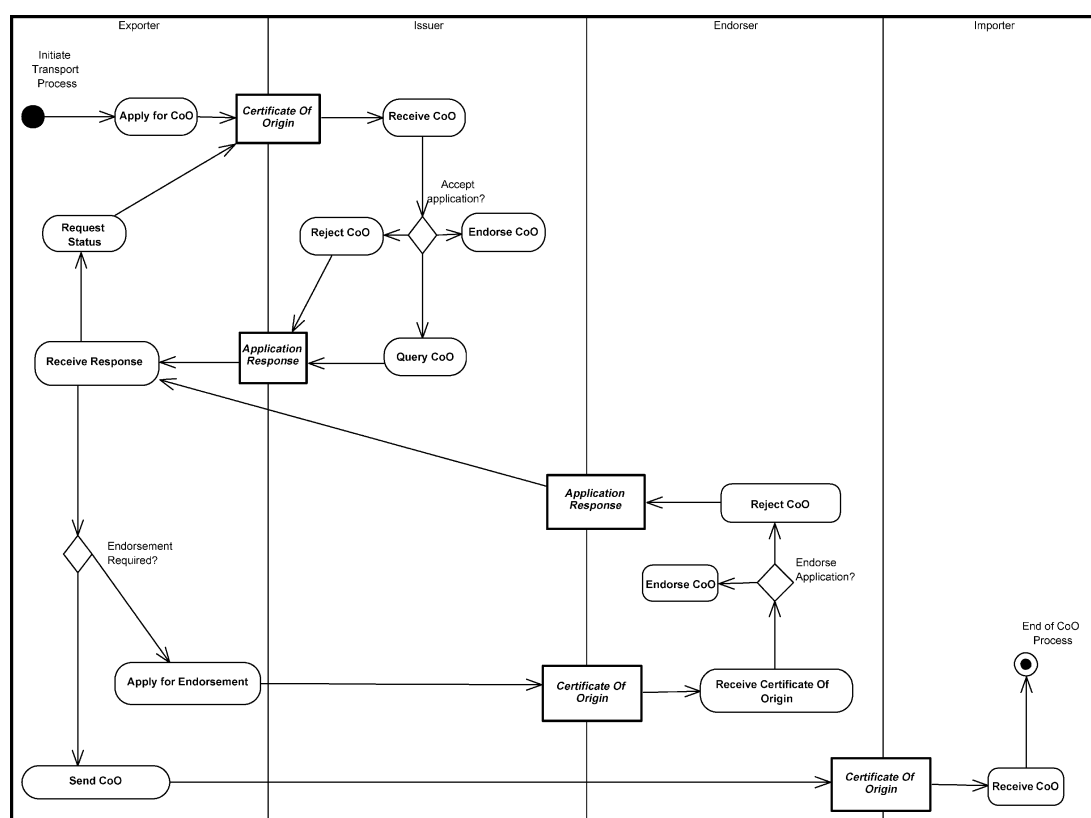 Exporter
Issuer
Endorser
Importer
Initiate
Transport
Process
Apply for CoO
Certificate Of
Origin
Receive CoO
Accept
application?
Request
Status
Reject CoO
Endorse CoO
Receive Response
Application
Response
Query CoO
Application
Response
Reject CoO
Endorsement
Required?
Endorse CoO
Endorse
Application?
Apply for Endorsement
Certificate Of
Origin
Receive Certificate Of
Origin
End of CoO
Process
Send CoO
Certificate Of
Origin
Receive CoO